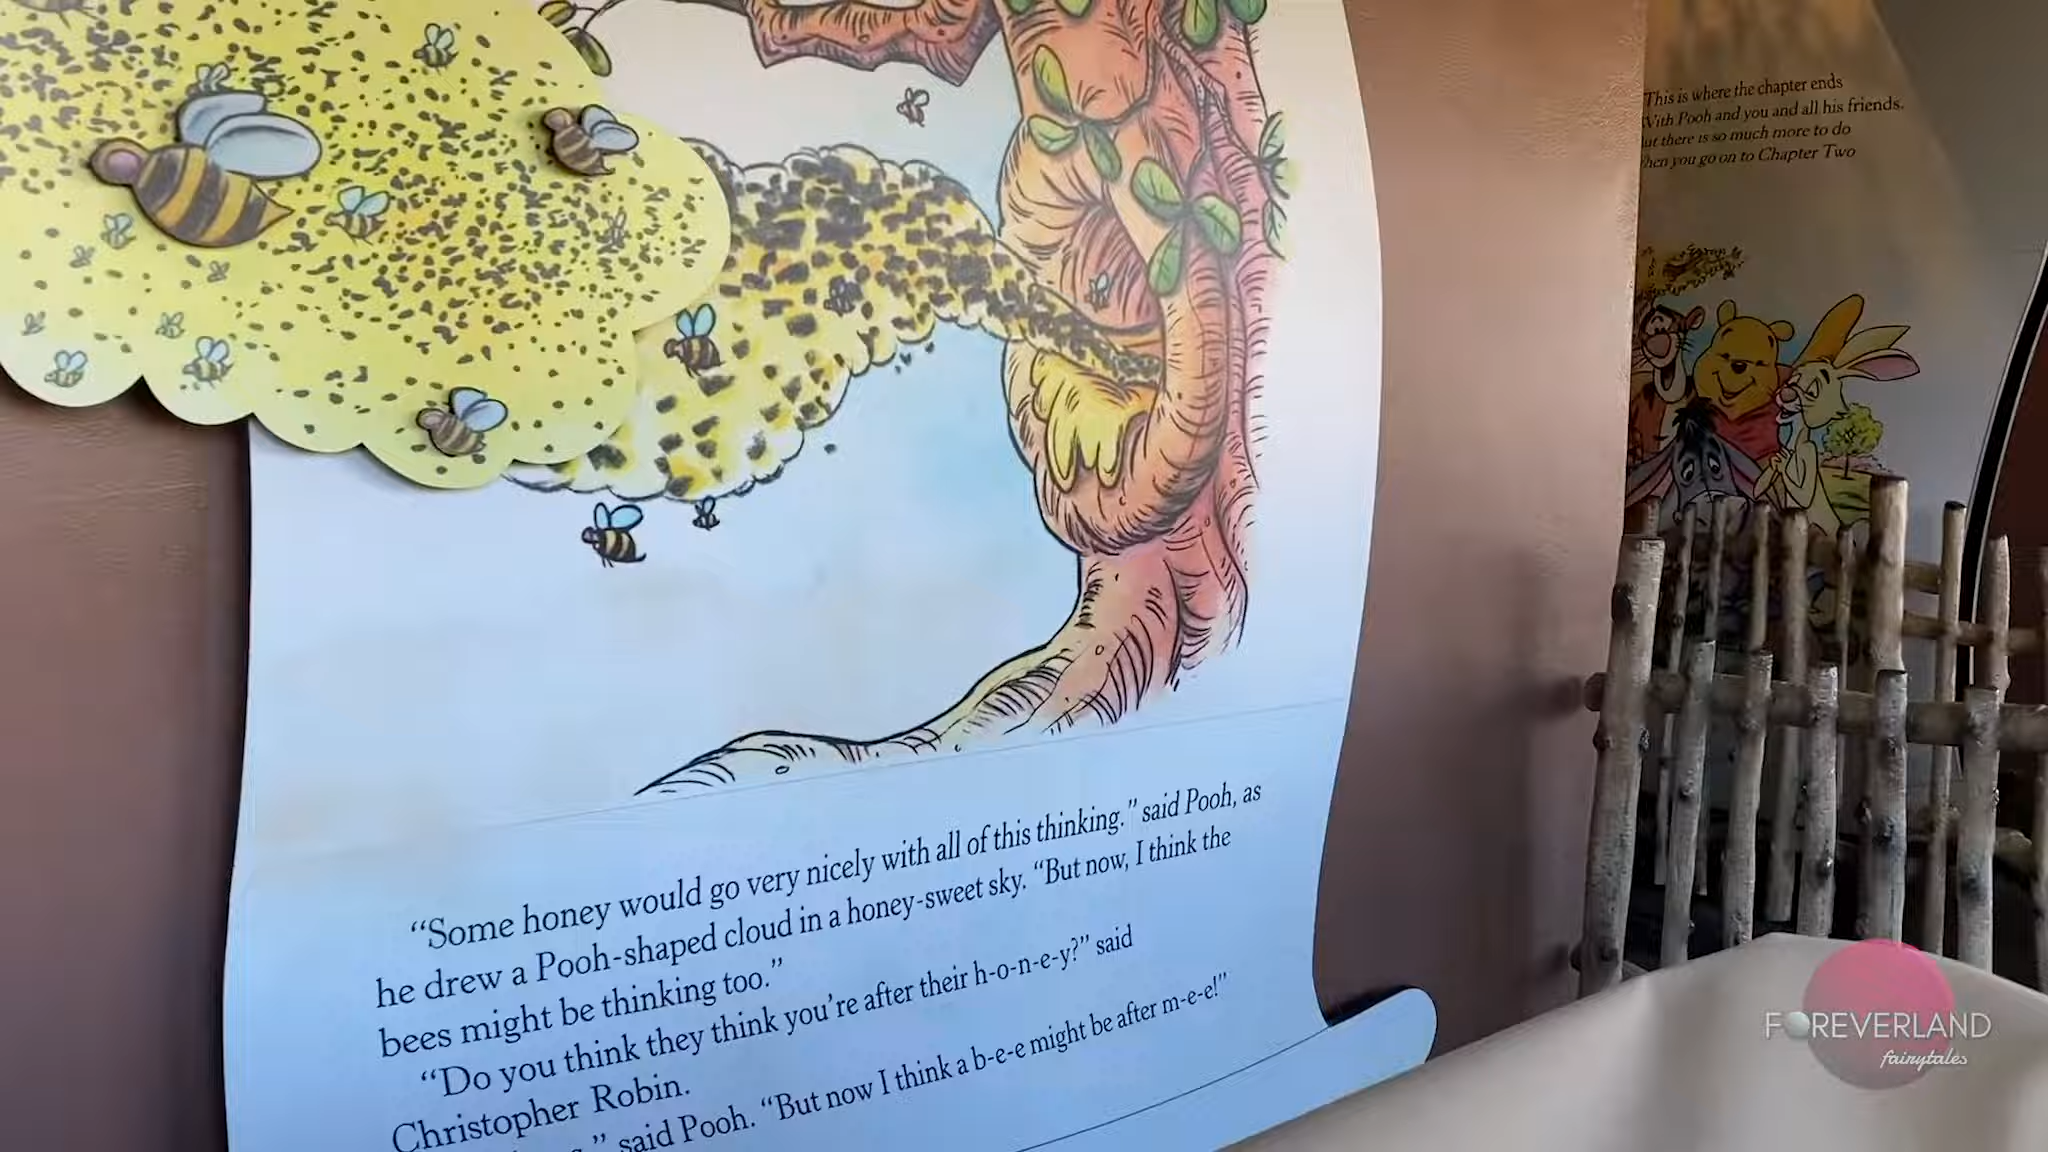 This is where the chapter ends
With Pooh and you and all his friends.
ut there is so much more to do
hen you go on to Chapter Two
“Some honey would go very nicely with all of this thinking.” said Pooh, as
he drew a Pooh-shaped cloud in a honey-sweet sky. “But now, I think the
bees might be thinking too.”
“Do you think they think you’re after their h-o-n-e-y?” said
Christopher Robin.
” said Pooh. “But now I think a b-e-e might be after m-e-e!”
FOREVERLAND
fairytales